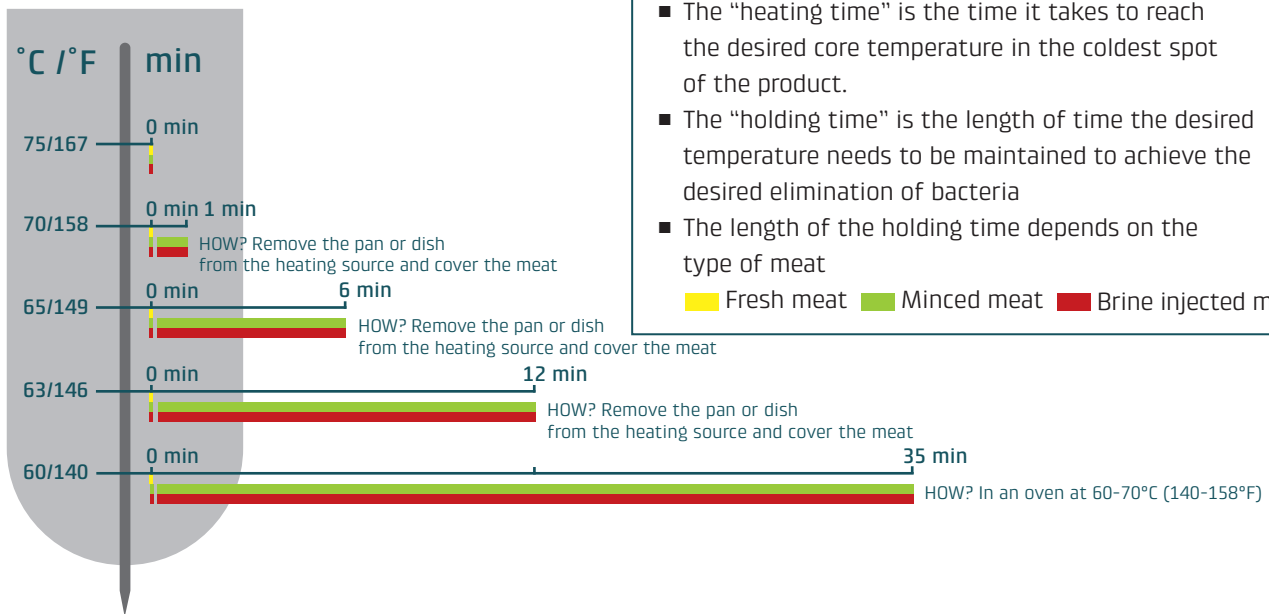 °C /°F min
0 min
75/167
0 min 1 min
70/158
HOW? Remove the pan or dish
from the heating source and cover the meat
0 min 6 min
65/149
HOW? Remove the pan or dish
from the heating source and cover the meat
0 min 12 min
63/146
HOW? Remove the pan or dish
from the heating source and cover the meat
0 min 35 min
60/140
HOW? In an oven at 60-70°C (140-158°F)
■ The “heating time” is the time it takes to reach
the desired core temperature in the coldest spot
of the product.
■ The “holding time” is the length of time the desired
temperature needs to be maintained to achieve the
desired elimination of bacteria
■ The length of the holding time depends on the
type of meat
Fresh meat Minced meat Brine injected m